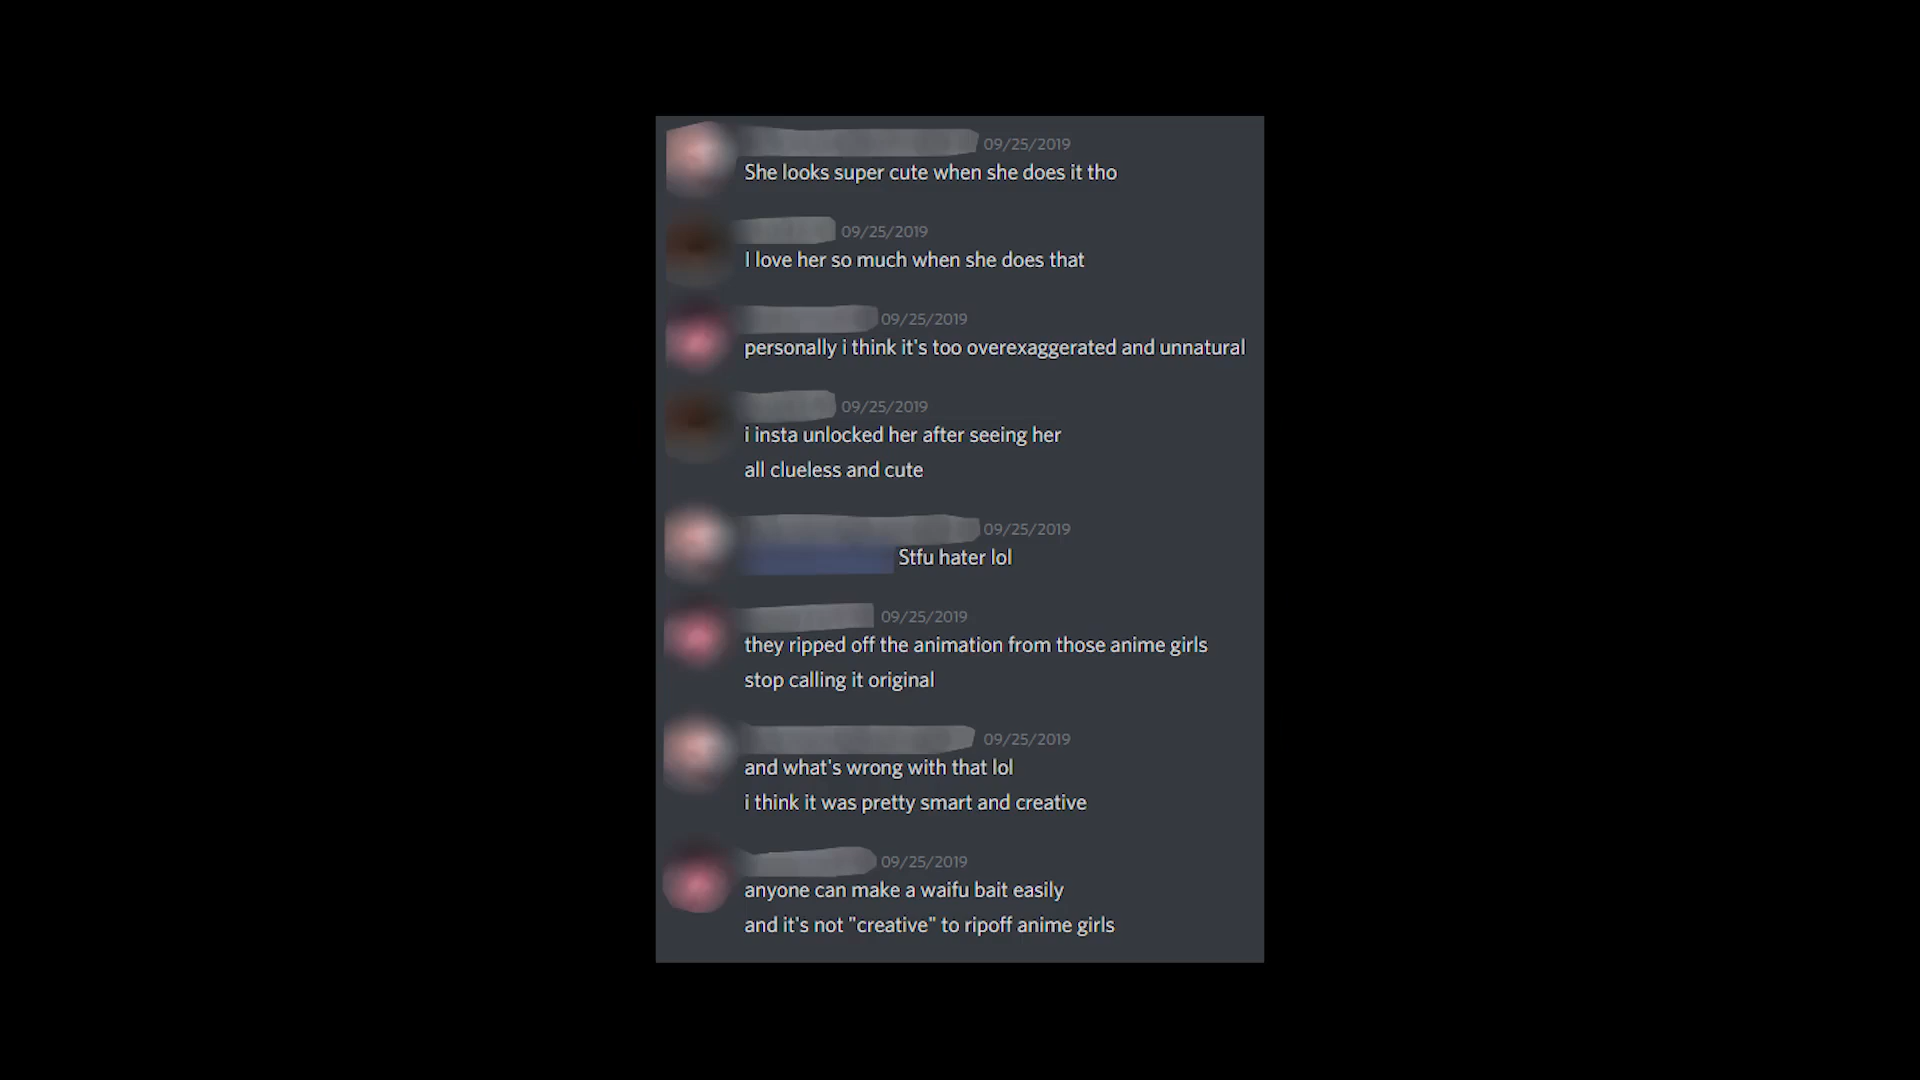 09/25/2019
She looks super cute when she does it tho
09/25/2019
I love her so much when she does that
09/25/2019
personally i think it's too overexaggerated and unnatural
09/25/2019
i insta unlocked her after seeing her
all clueless and cute
09/25/2019
Stfu hater lol
09/25/2019
they ripped off the animation from those anime girls
stop calling it original
09/25/2019
and what's wrong with that lol
i think it was pretty smart and creative
09/25/2019
anyone can make a waifu bait easily
and it's not "creative" to ripoff anime girls